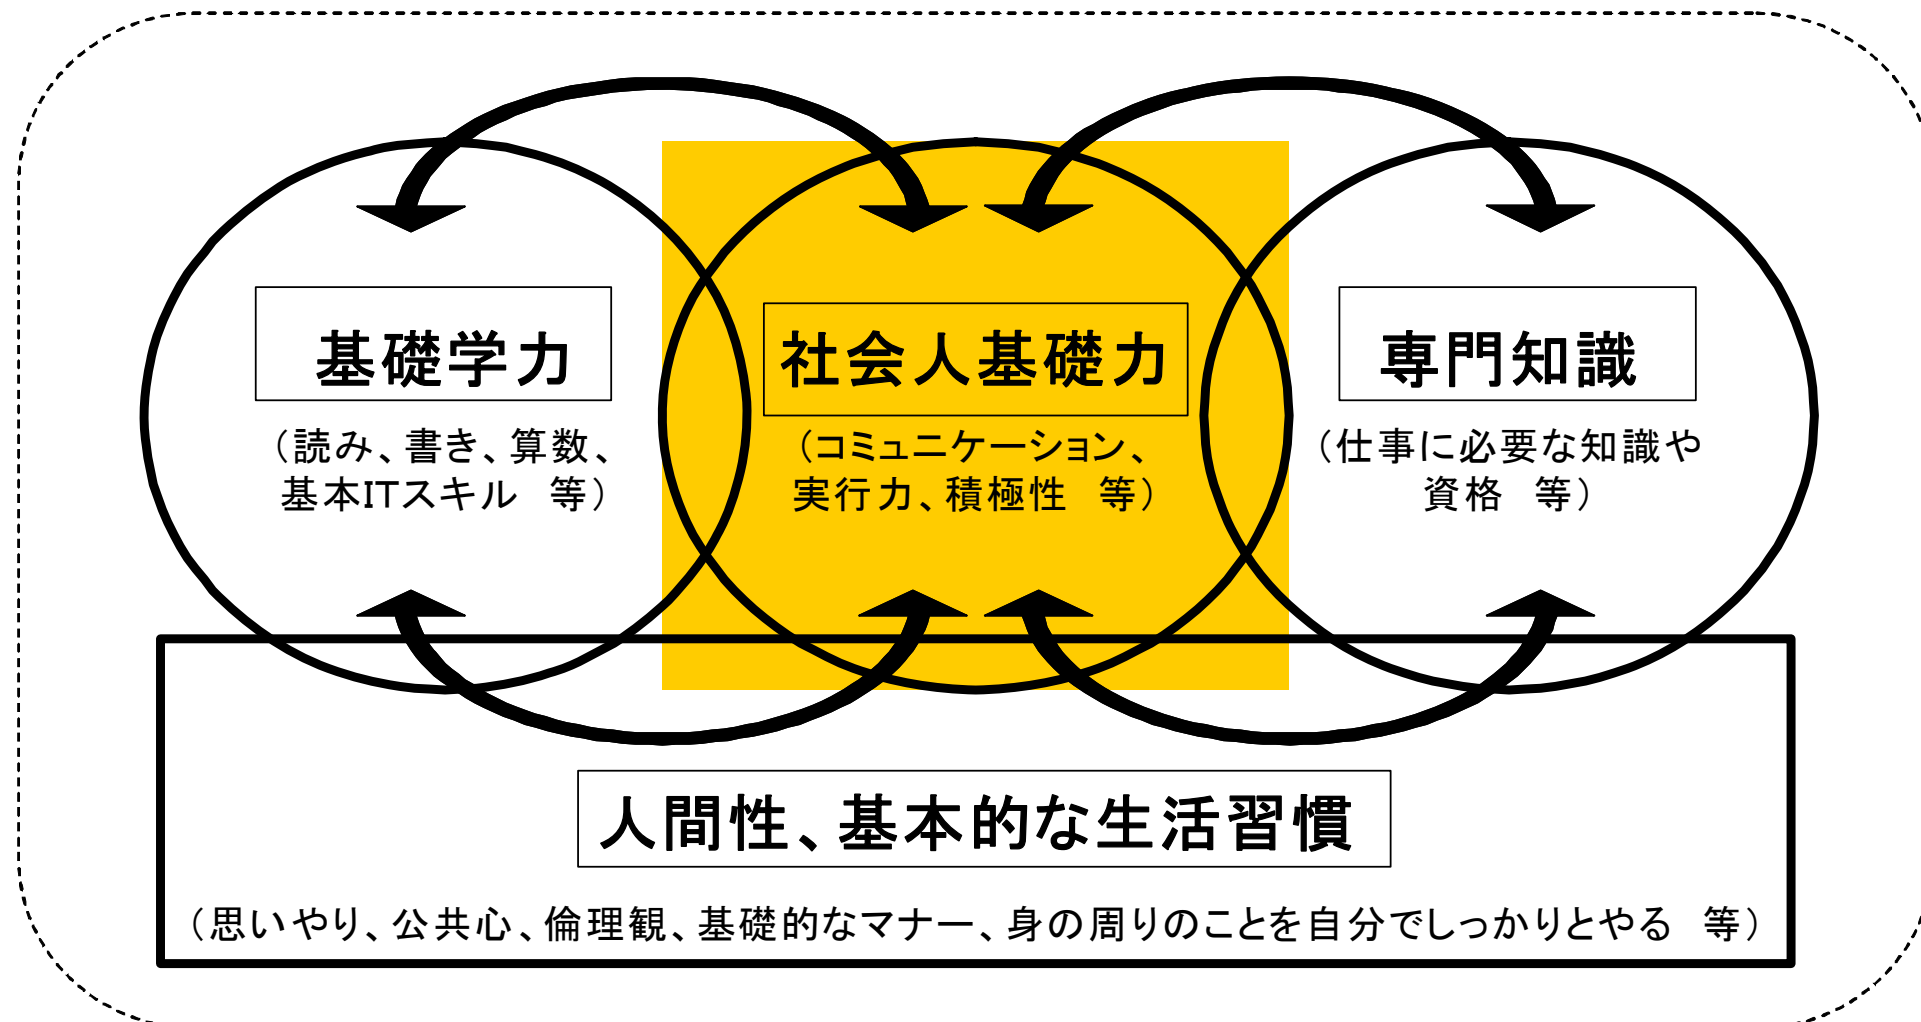 基礎学力
(読み、書き、算数、
基本ITスキル　等)
社会人基礎力
(コミュニケーション、
実行力、積極性　等)
専門知識
(仕事に必要な知識や
資格　等)
人間性、基本的な生活習慣
(思いやり、公共心、倫理観、基礎的なマナー、身の周りのことを自分でしっかりとやる　等)